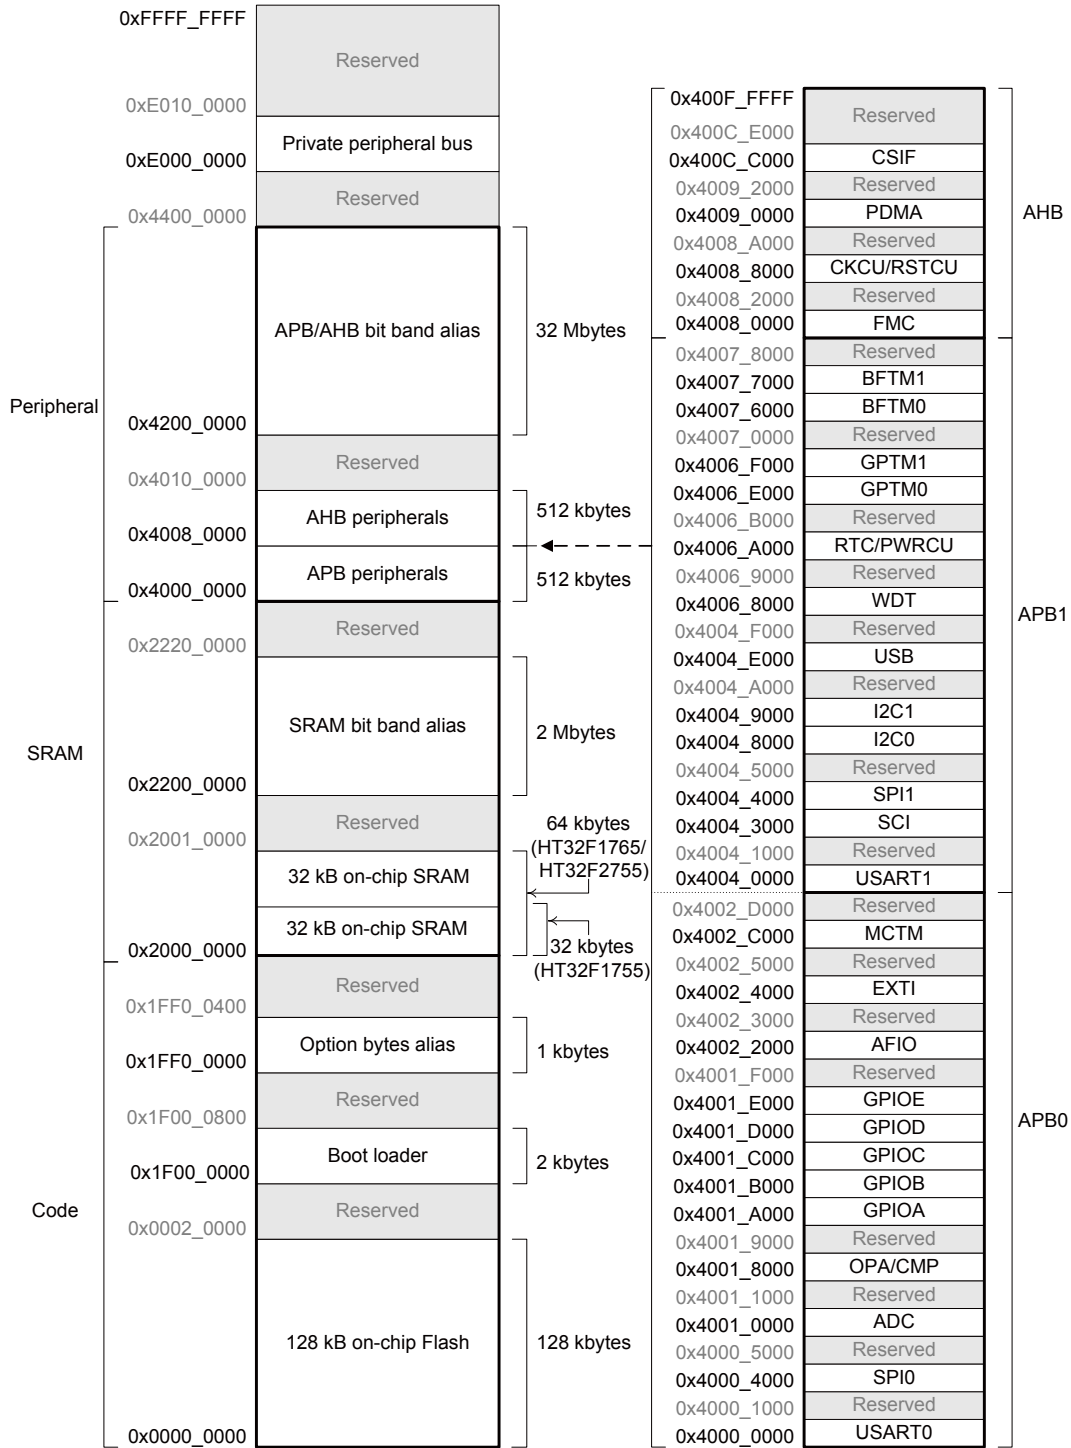 0xFFFF_FFFF
Reserved
0xE010_0000
Private peripheral bus
0xE000_0000
Reserved
0x4400_0000
APB/AHB bit band alias
32 Mbytes
Peripheral
0x4200_0000
Reserved
0x4010_0000
AHB peripherals
512 kbytes
0x4008_0000
APB peripherals
512 kbytes
0x4000_0000
Reserved
0x2220_0000
SRAM bit band alias
2 Mbytes
SRAM
0x2200_0000
Reserved
0x2001_0000
64 kbytes
(HT32F1765/
HT32F2755)
32 kB on-chip SRAM
32 kB on-chip SRAM
0x2000_0000
32 kbytes
(HT32F1755)
Reserved
0x1FF0_0400
Option bytes alias
1 kbytes
0x1FF0_0000
Reserved
0x1F00_0800
Boot loader
2 kbytes
0x1F00_0000
Code
Reserved
0x0002_0000
128 kB on-chip Flash
128 kbytes
0x0000_0000
0x400F_FFFF
Reserved
0x400C_E000
0x400C_C000 CSIF
0x4009_2000 Reserved
0x4009_0000 PDMA
AHB
0x4008_A000 Reserved
0x4008_8000 CKCU/RSTCU
0x4008_2000 Reserved
0x4008_0000 FMC
0x4007_8000 Reserved
0x4007_7000 BFTM1
0x4007_6000 BFTM0
0x4007_0000 Reserved
0x4006_F000 GPTM1
0x4006_E000 GPTM0
0x4006_B000 Reserved
0x4006_A000 RTC/PWRCU
0x4006_9000 Reserved
0x4006_8000 WDT
APB1
0x4004_F000 Reserved
0x4004_E000 USB
0x4004_A000 Reserved
0x4004_9000 I2C1
0x4004_8000 I2C0
0x4004_5000 Reserved
0x4004_4000 SPI1
0x4004_3000 SCI
0x4004_1000 Reserved
0x4004_0000 USART1
0x4002_D000 Reserved
0x4002_C000 MCTM
0x4002_5000 Reserved
0x4002_4000 EXTI
0x4002_3000 Reserved
0x4002_2000 AFIO
0x4001_F000 Reserved
0x4001_E000 GPIOE
APB0
0x4001_D000 GPIOD
0x4001_C000 GPIOC
0x4001_B000 GPIOB
0x4001_A000 GPIOA
0x4001_9000 Reserved
0x4001_8000 OPA/CMP
0x4001_1000 Reserved
0x4001_0000 ADC
0x4000_5000 Reserved
0x4000_4000 SPI0
0x4000_1000 Reserved
0x4000_0000 USART0